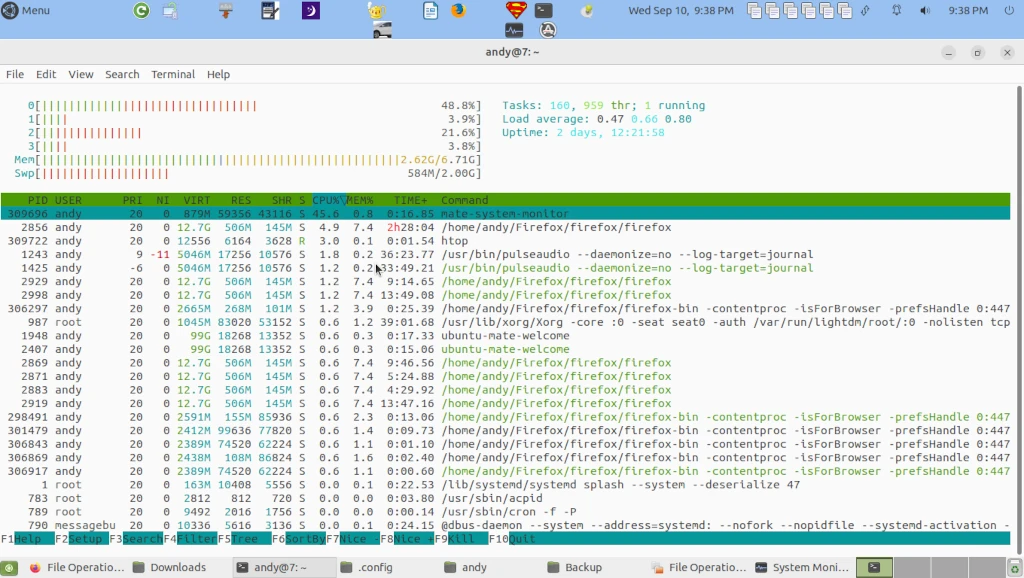 Menu
Wed Sep 10, 9:38 PM
9:38 PM
andy@7: ~
File Edit View Search Terminal Help
0[||||||||||||||||||||||||||||||||||||||| 48.8%] Tasks: 160, 959 thr; 1 running
1[|||| 3.9%] Load average: 0.47 0.66 0.80
2[|||||||||||||||||| 21.6%] Uptime: 2 days, 12:21:58
3[|||| 3.8%]
Mem[||||||||||||||||||||||||||||||||||||||||||||||||||||||||2.62G/6.71G]
Swp[||||||||||||||||||||| 584M/2.00G]
PID USER PRI NI VIRT RES SHR S CPU%▽MEM% TIME+ Command
309696 andy 20 0 879M 59356 43116 S 45.6 0.8 0:16.85 mate-system-monitor
2856 andy 20 0 12.7G 506M 145M S 4.9 7.4 2h28:04 /home/andy/Firefox/firefox/firefox
309722 andy 20 0 12556 6164 3628 R 3.0 0.1 0:01.54 htop
1243 andy 9 -11 5046M 17256 10576 S 1.8 0.2 36:23.77 /usr/bin/pulseaudio --daemonize=no --log-target=journal
1425 andy -6 0 5046M 17256 10576 S 1.2 0.2 33:49.21 /usr/bin/pulseaudio --daemonize=no --log-target=journal
2929 andy 20 0 12.7G 506M 145M S 1.2 7.4 9:14.65 /home/andy/Firefox/firefox/firefox
2998 andy 20 0 12.7G 506M 145M S 1.2 7.4 13:49.08 /home/andy/Firefox/firefox/firefox
306297 andy 20 0 2665M 268M 101M S 1.2 3.9 0:25.39 /home/andy/Firefox/firefox/firefox-bin -contentproc -isForBrowser -prefsHandle 0:447
987 root 20 0 1045M 83020 53152 S 0.6 1.2 39:01.68 /usr/lib/xorg/Xorg -core :0 -seat seat0 -auth /var/run/lightdm/root/:0 -nolisten tcp
1948 andy 20 0 99G 18268 13352 S 0.6 0.3 0:17.33 ubuntu-mate-welcome
2407 andy 20 0 99G 18268 13352 S 0.6 0.3 0:15.06 ubuntu-mate-welcome
2869 andy 20 0 12.7G 506M 145M S 0.6 7.4 9:46.56 /home/andy/Firefox/firefox/firefox
2871 andy 20 0 12.7G 506M 145M S 0.6 7.4 5:24.88 /home/andy/Firefox/firefox/firefox
2883 andy 20 0 12.7G 506M 145M S 0.6 7.4 4:29.92 /home/andy/Firefox/firefox/firefox
2919 andy 20 0 12.7G 506M 145M S 0.6 7.4 13:47.16 /home/andy/Firefox/firefox/firefox
298491 andy 20 0 2591M 155M 85936 S 0.6 2.3 0:13.06 /home/andy/Firefox/firefox/firefox-bin -contentproc -isForBrowser -prefsHandle 0:447
301479 andy 20 0 2412M 99636 77820 S 0.6 1.4 0:09.73 /home/andy/Firefox/firefox/firefox-bin -contentproc -isForBrowser -prefsHandle 0:447
306843 andy 20 0 2389M 74520 62224 S 0.6 1.1 0:01.10 /home/andy/Firefox/firefox/firefox-bin -contentproc -isForBrowser -prefsHandle 0:447
306869 andy 20 0 2438M 108M 86824 S 0.6 1.6 0:02.40 /home/andy/Firefox/firefox/firefox-bin -contentproc -isForBrowser -prefsHandle 0:447
306917 andy 20 0 2389M 74520 62224 S 0.6 1.1 0:00.60 /home/andy/Firefox/firefox/firefox-bin -contentproc -isForBrowser -prefsHandle 0:447
1 root 20 0 163M 10408 5556 S 0.0 0.1 0:22.53 /lib/systemd/systemd splash --system --deserialize 47
783 root 20 0 2812 812 720 S 0.0 0.0 0:03.80 /usr/sbin/acpid
789 root 20 0 9492 2016 1756 S 0.0 0.0 0:00.14 /usr/sbin/cron -f -P
790 messagebu 20 0 10336 5616 3136 S 0.0 0.1 0:24.15 @dbus-daemon --system --address=systemd: --nofork --nopidfile --systemd-activation -
F1Help F2Setup F3SearchF4FilterF5Tree F6SortByF7Nice -F8Nice +F9Kill F10Quit
File Operatio... Downloads andy@7: ~ .config andy Backup File Operatio... System Moni...